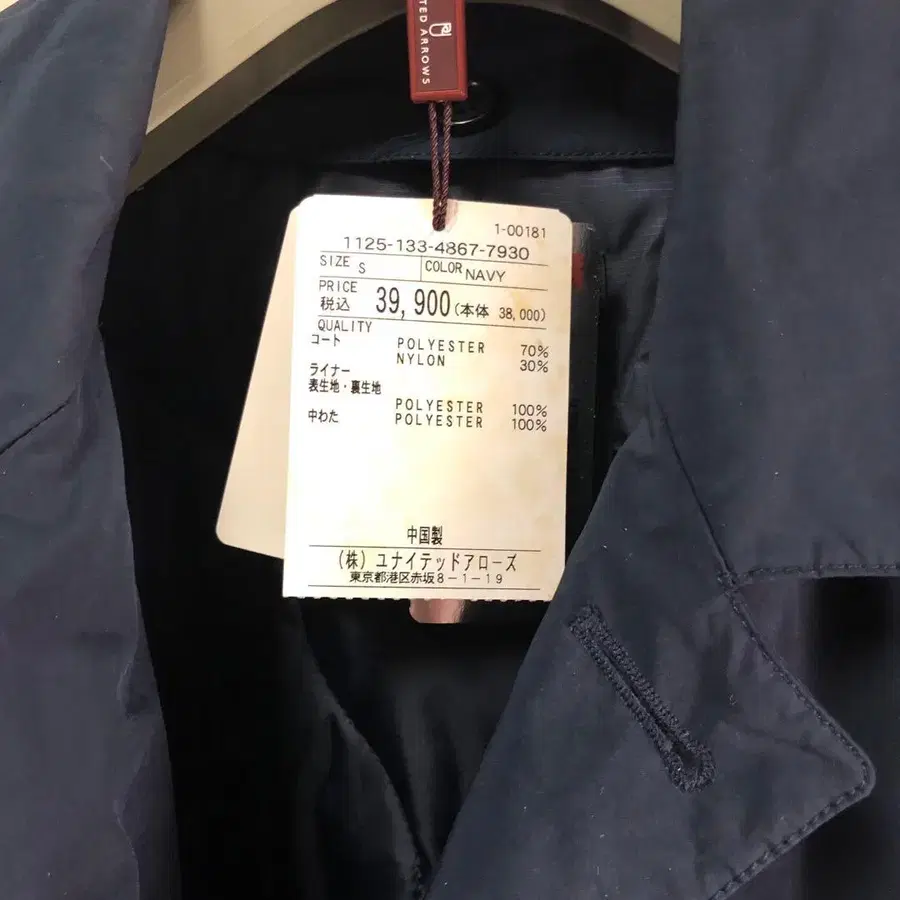 TED ARROWS
1-00181
1125-133-4867-7930
SIZE S COLOR NAVY
PRICE
税込 39,900 (本体 38,000)
QUALITY
コート POLYESTER 70%
NYLON 30%
ライナー
表生地・裏生地
POLYESTER 100%
中わた POLYESTER 100%
中国製
(株) ユナイテッドアローズ
東京都港区赤坂8-1-19